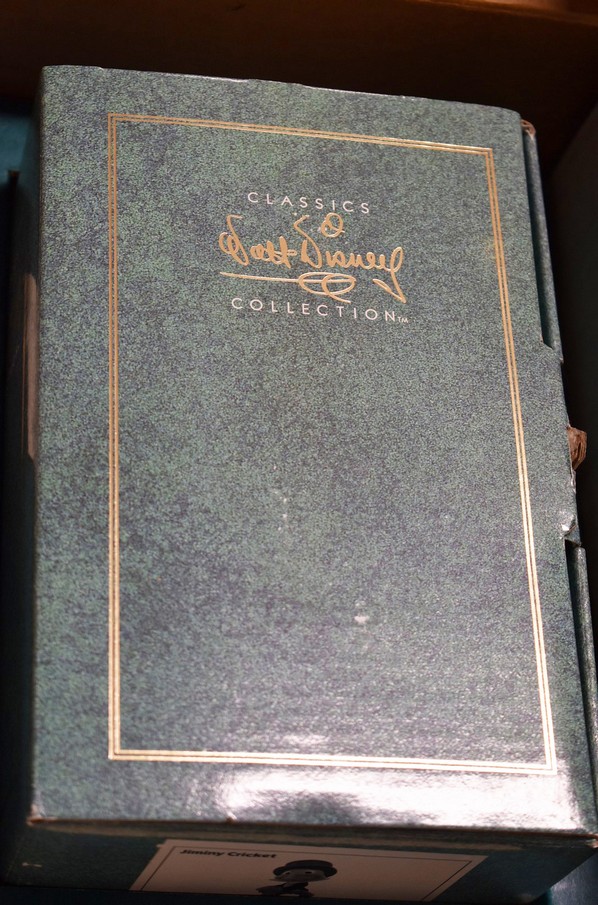 CLASSICS
Walt Disney
COLLECTION™
Jiminy Cricket